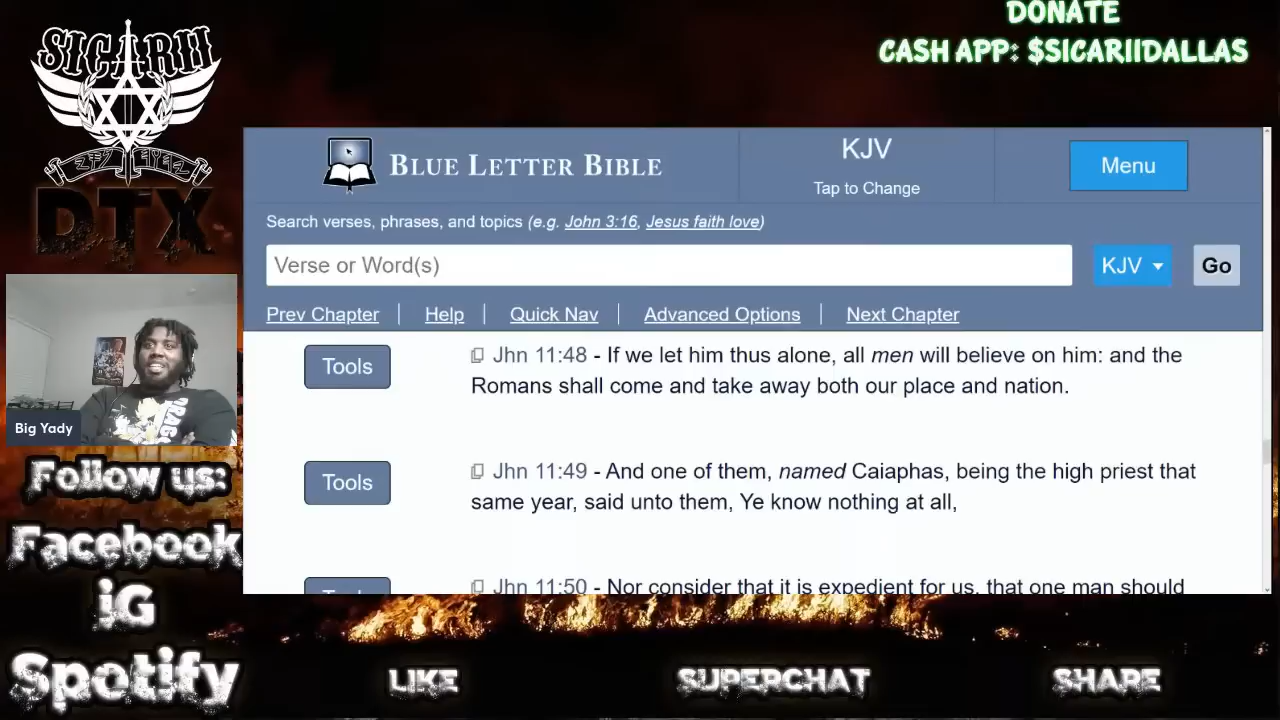 SICARII
DTX
DONATE
CASH APP: $SICARIIDALLAS
BLUE LETTER BIBLE
KJV
Tap to Change
Menu
Search verses, phrases, and topics (e.g. John 3:16, Jesus faith love)
Verse or Word(s)
KJV
Go
Prev Chapter
Help
Quick Nav
Advanced Options
Next Chapter
Tools
Jhn 11:48 - If we let him thus alone, all men will believe on him: and the
Romans shall come and take away both our place and nation.
Tools
Jhn 11:49 - And one of them, named Caiaphas, being the high priest that
same year, said unto them, Ye know nothing at all,
Jhn 11:50 - Nor consider that it is expedient for us, that one man should
Big Yady
Follow us:
Facebook
iG
Spotify
LIKE
SUPERCHAT
SHARE